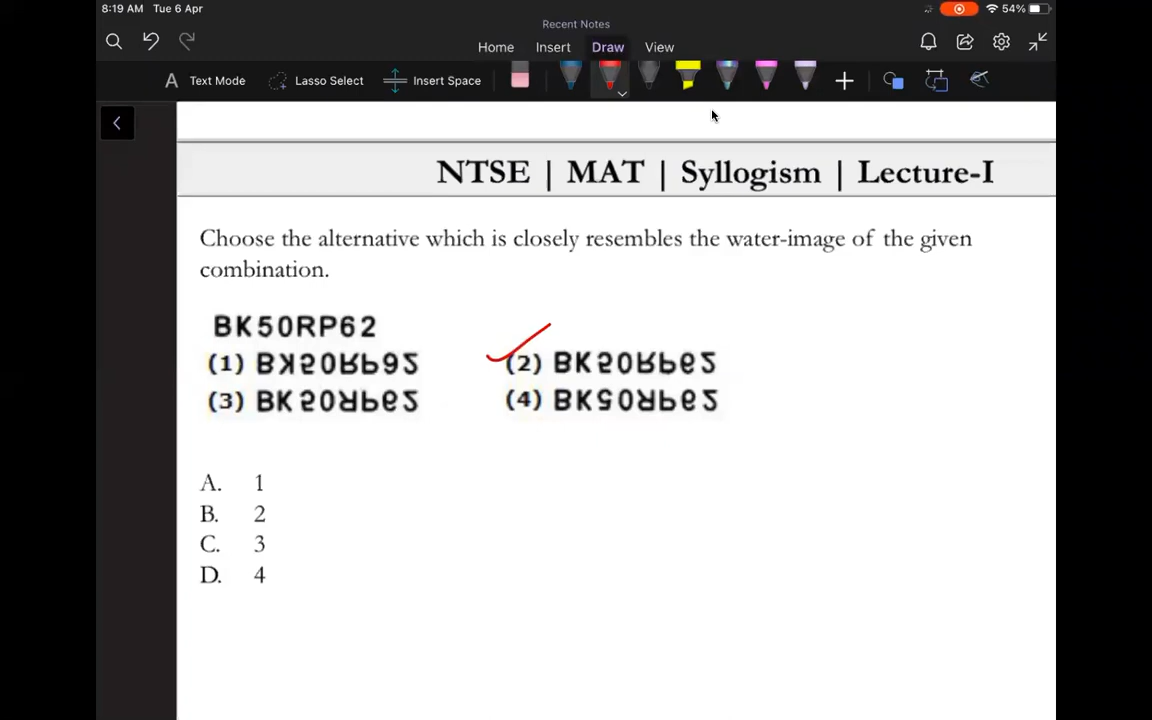 8:19 AM Tue 6 Apr
54%
Recent Notes
Home Insert Draw View
Text Mode Lasso Select Insert Space
NTSE | MAT | Syllogism | Lecture-I
Choose the alternative which is closely resembles the water-image of the given
combination.
BK50RP62
(1)
(2)
(3)
(4)
A. 1
B. 2
C. 3
D. 4